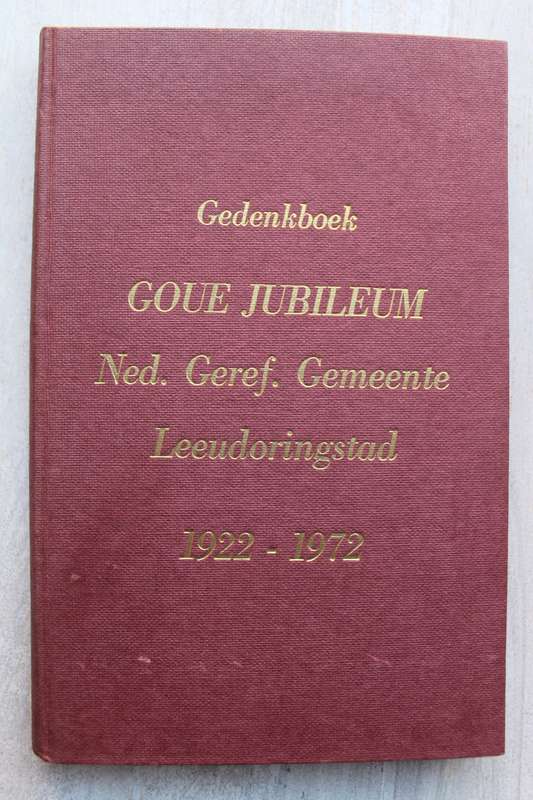 Gedenkboek
GOUE JUBILEUM
Ned. Geref. Gemeente
Leeudoringstad
1922 - 1972